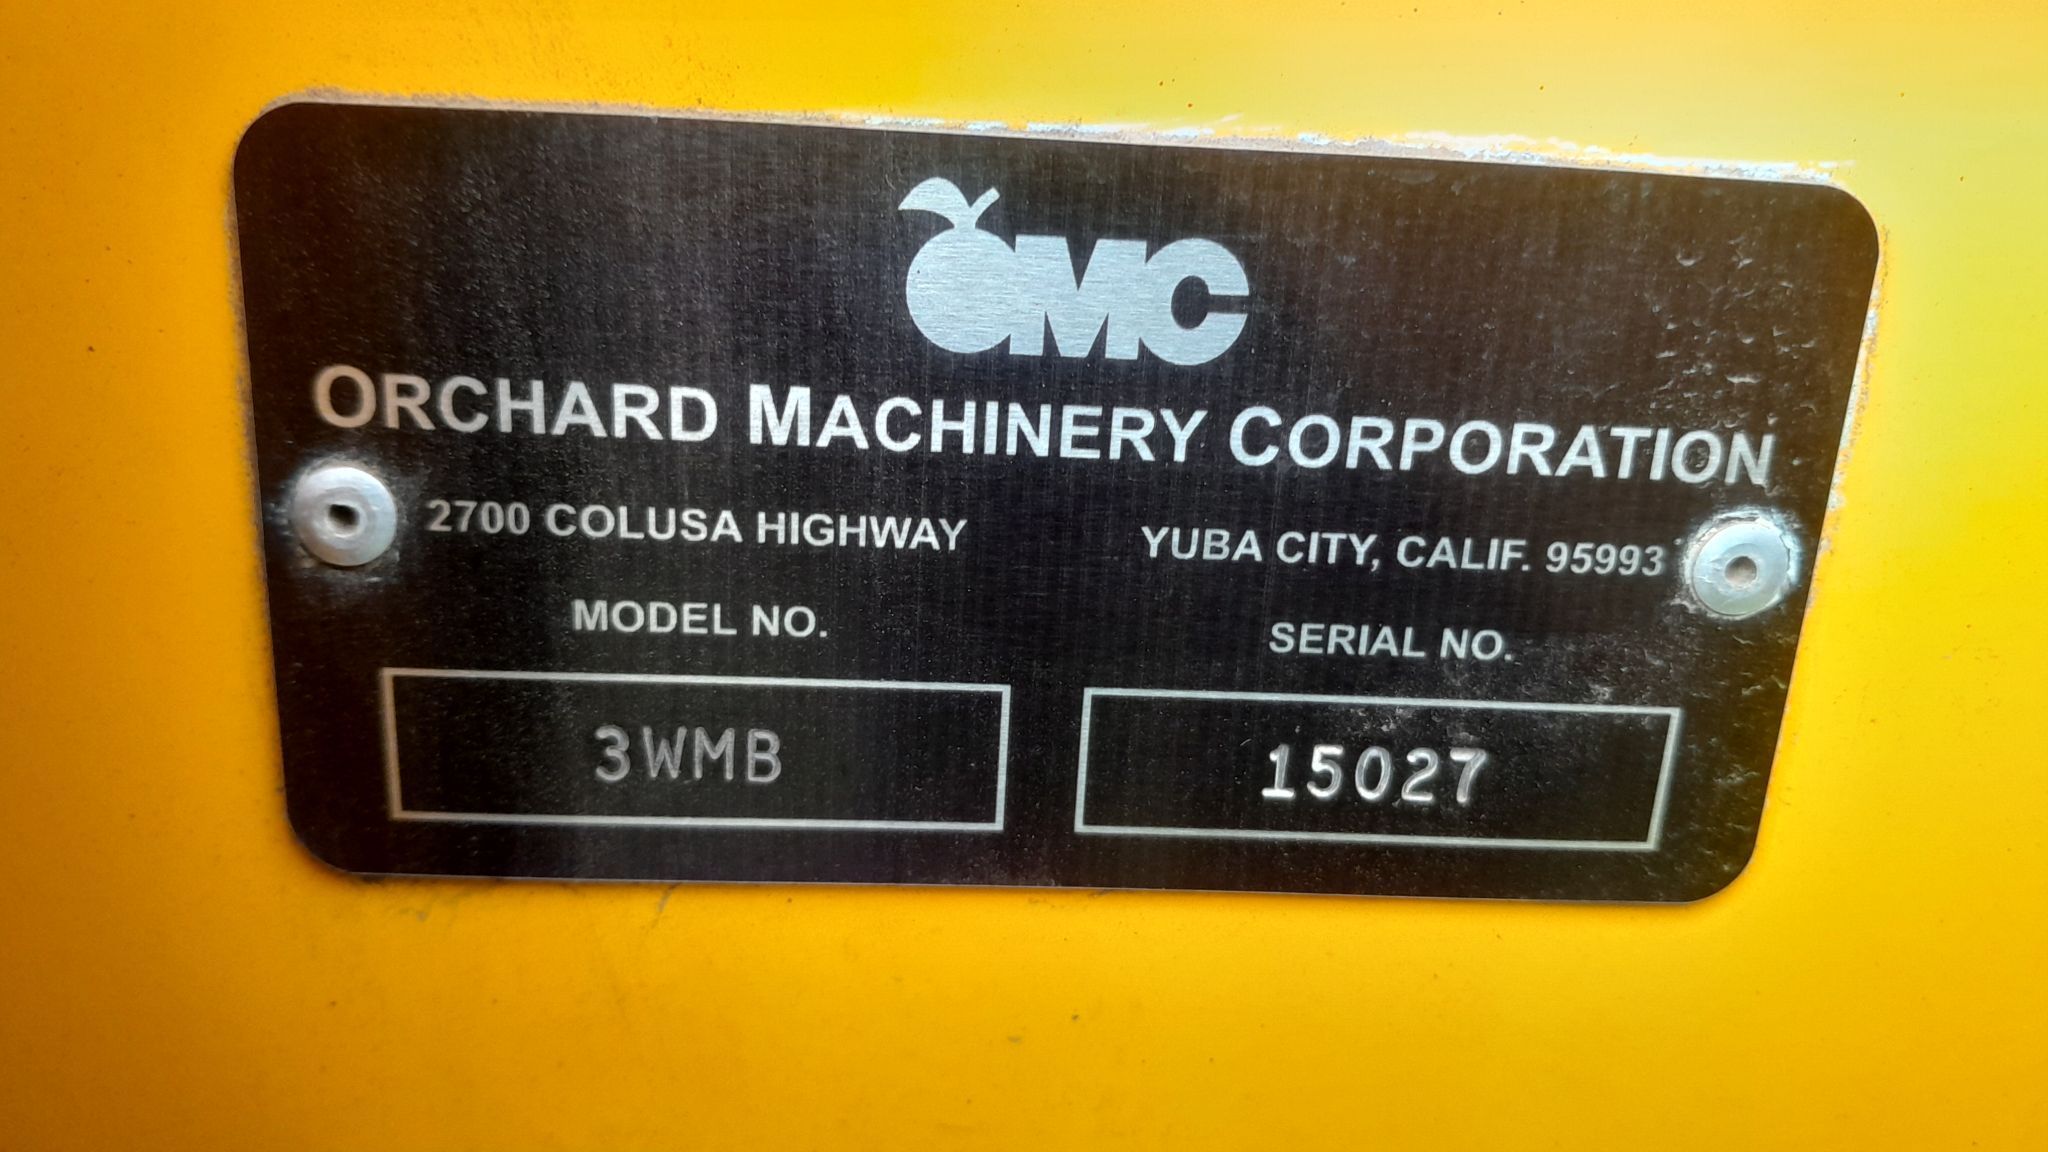 OMC
ORCHARD MACHINERY CORPORATION
2700 COLUSA HIGHWAY YUBA CITY, CALIF. 95993
MODEL NO. SERIAL NO.
3WMB 15027